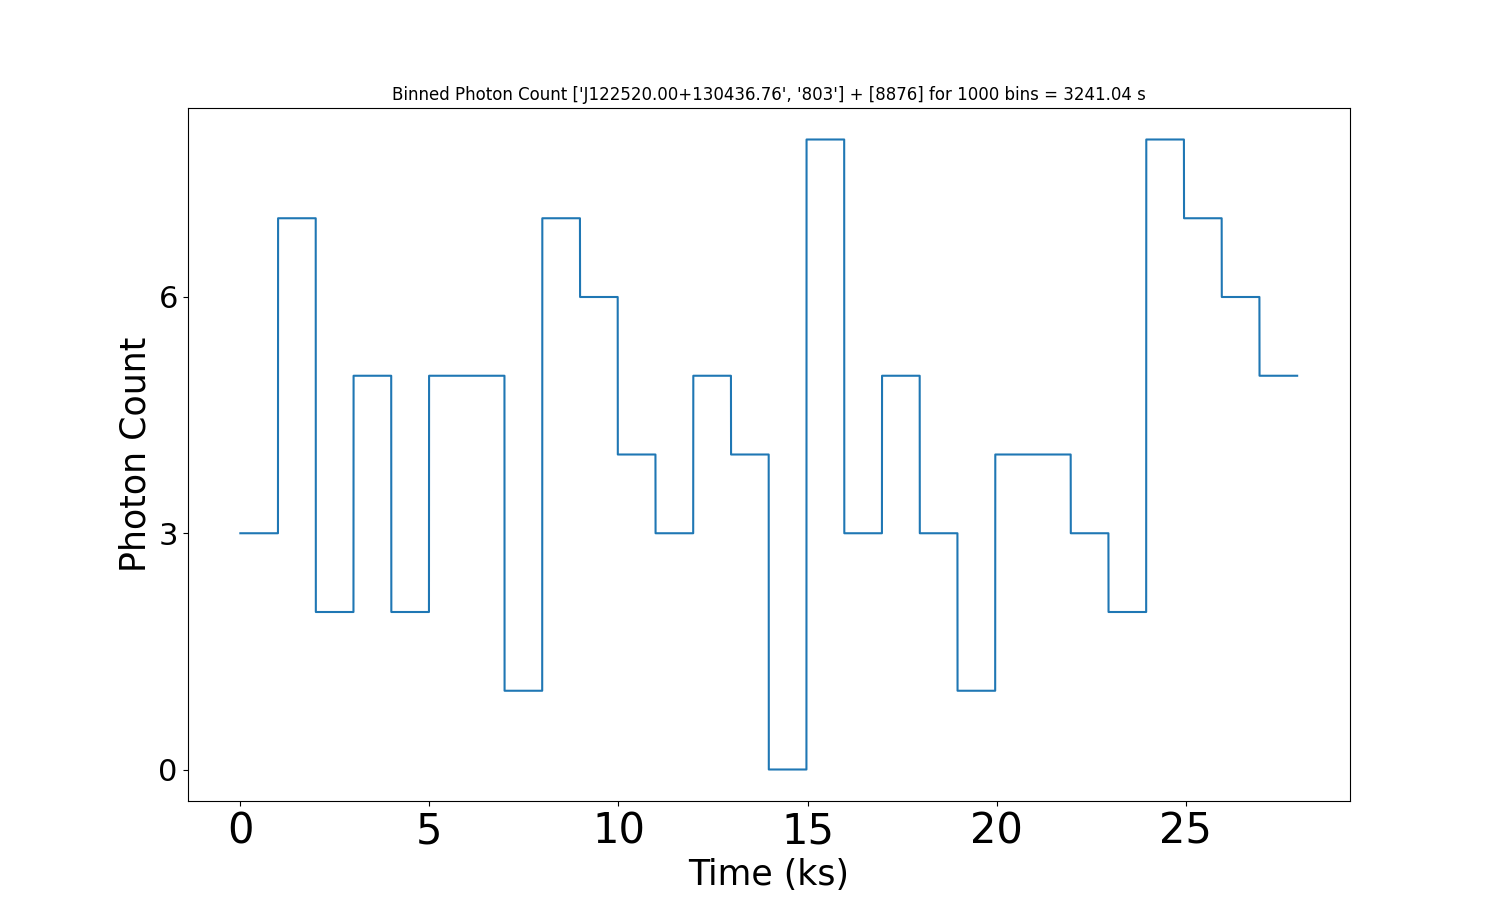 Binned Photon Count ['J122520.00+130436.76', '803'] + [8876] for 1000 bins = 3241.04 s
6
3
0
Photon Count
0 5 10 15 20 25
Time (ks)